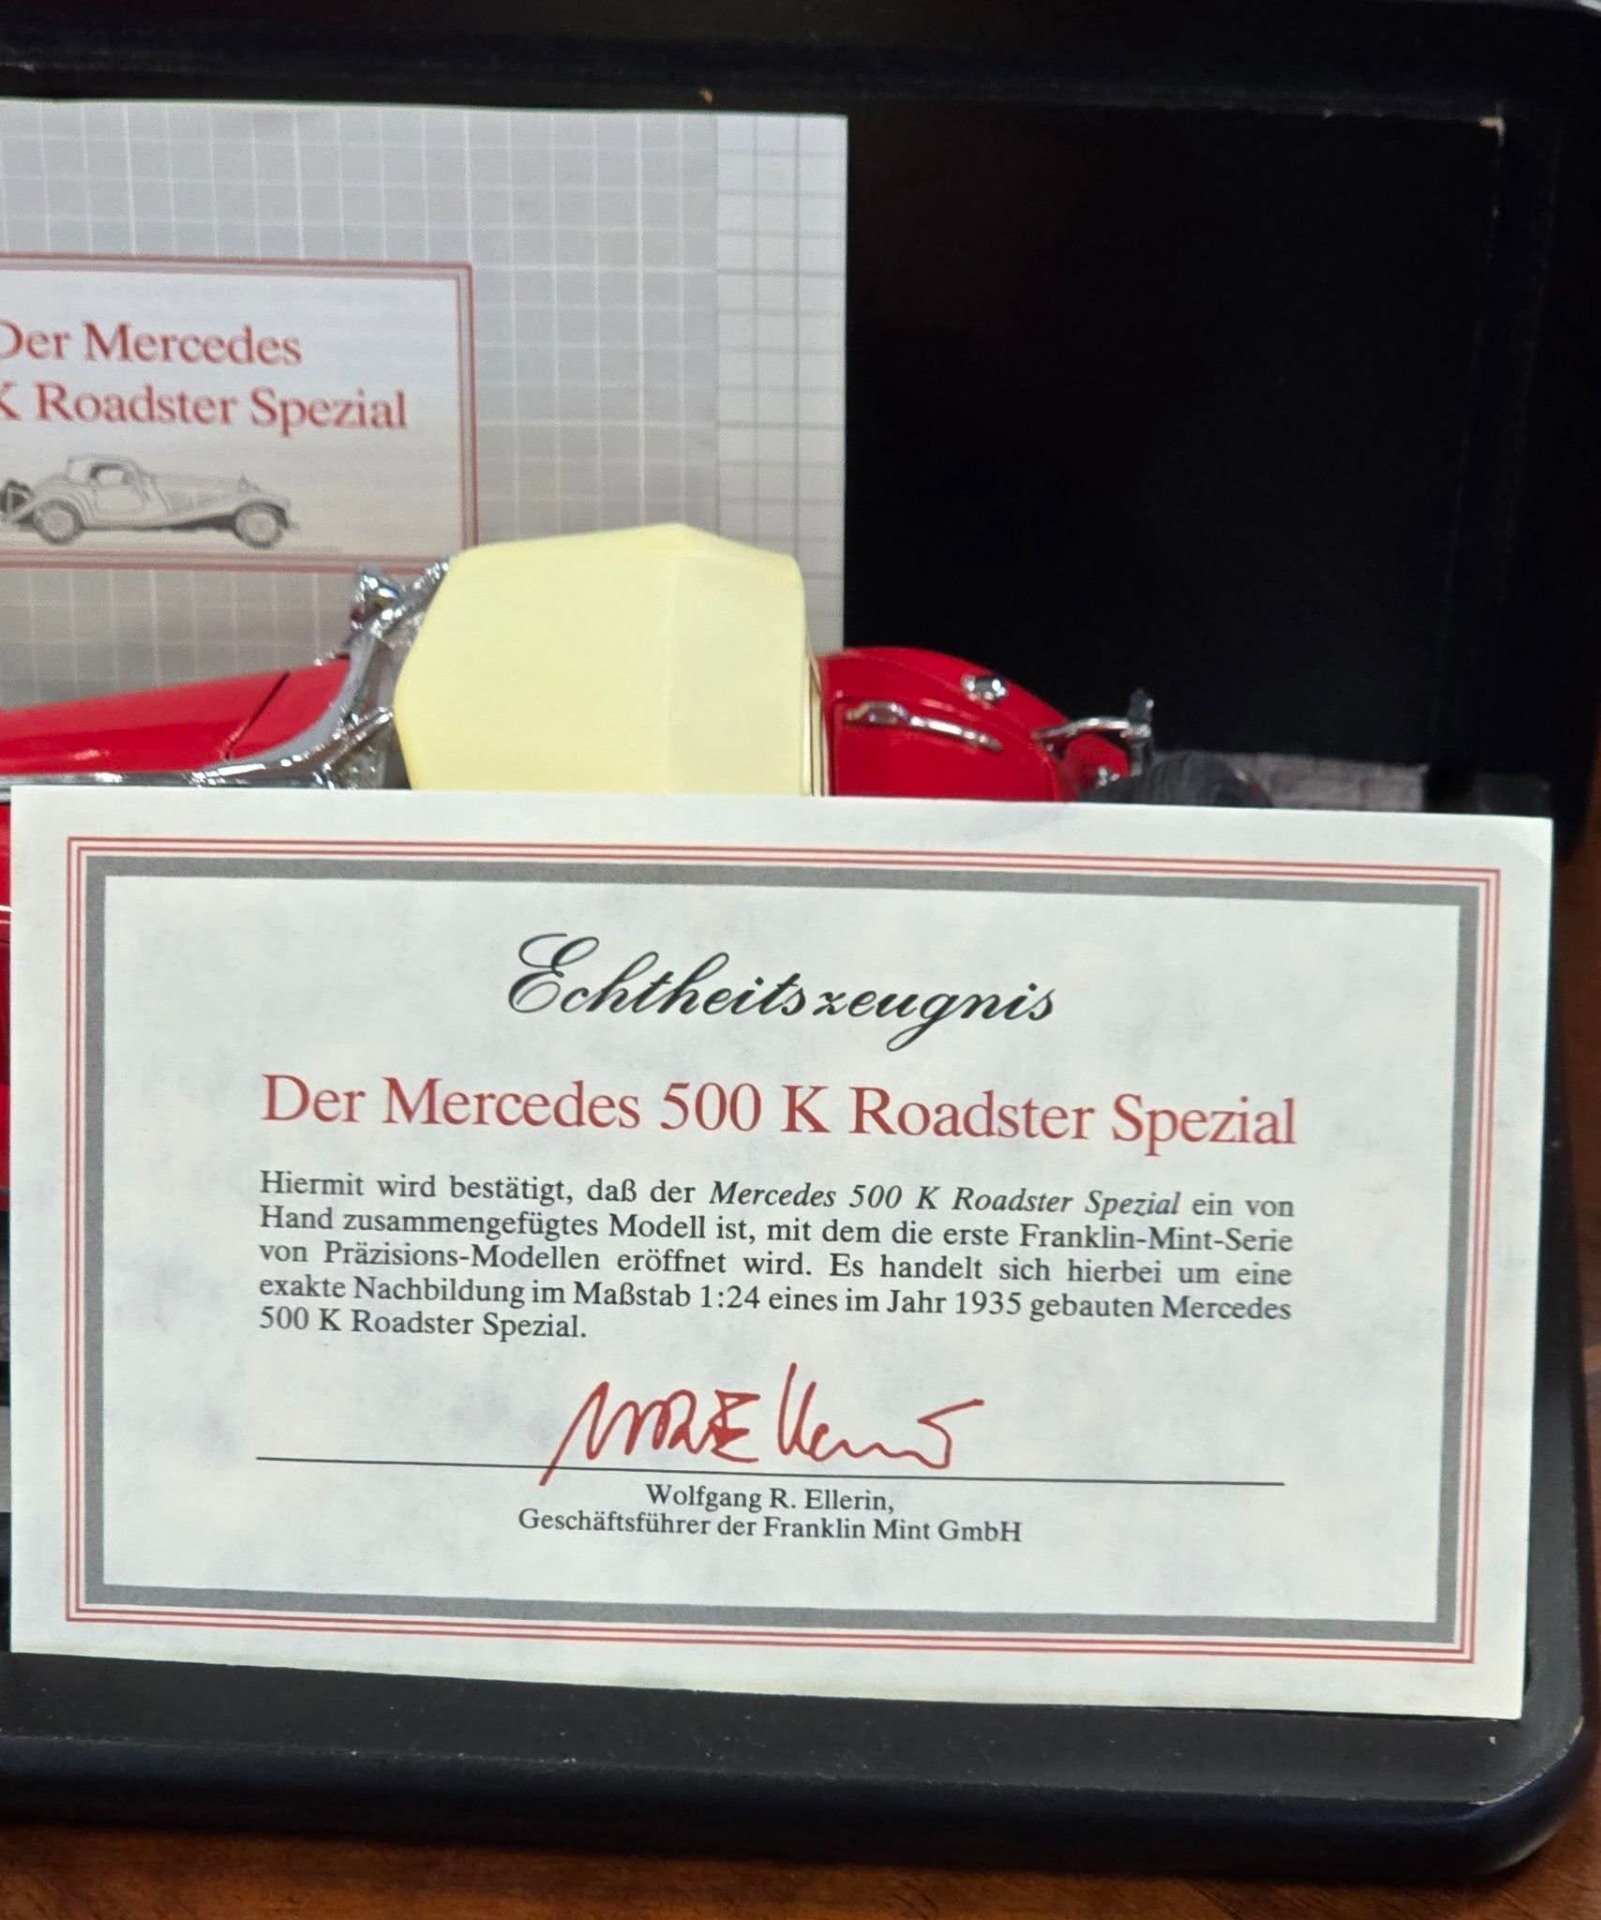 Der Mercedes
K Roadster Spezial
Echtheitszeugnis
Der Mercedes 500 K Roadster Spezial
Hiermit wird bestätigt, daß der Mercedes 500 K Roadster Spezial ein von
Hand zusammengefügtes Modell ist, mit dem die erste Franklin-Mint-Serie
von Präzisions-Modellen eröffnet wird. Es handelt sich hierbei um eine
exakte Nachbildung im Maßstab 1:24 eines im Jahr 1935 gebauten Mercedes
500 K Roadster Spezial.
Wolfgang R. Ellerin,
Geschäftsführer der Franklin Mint GmbH